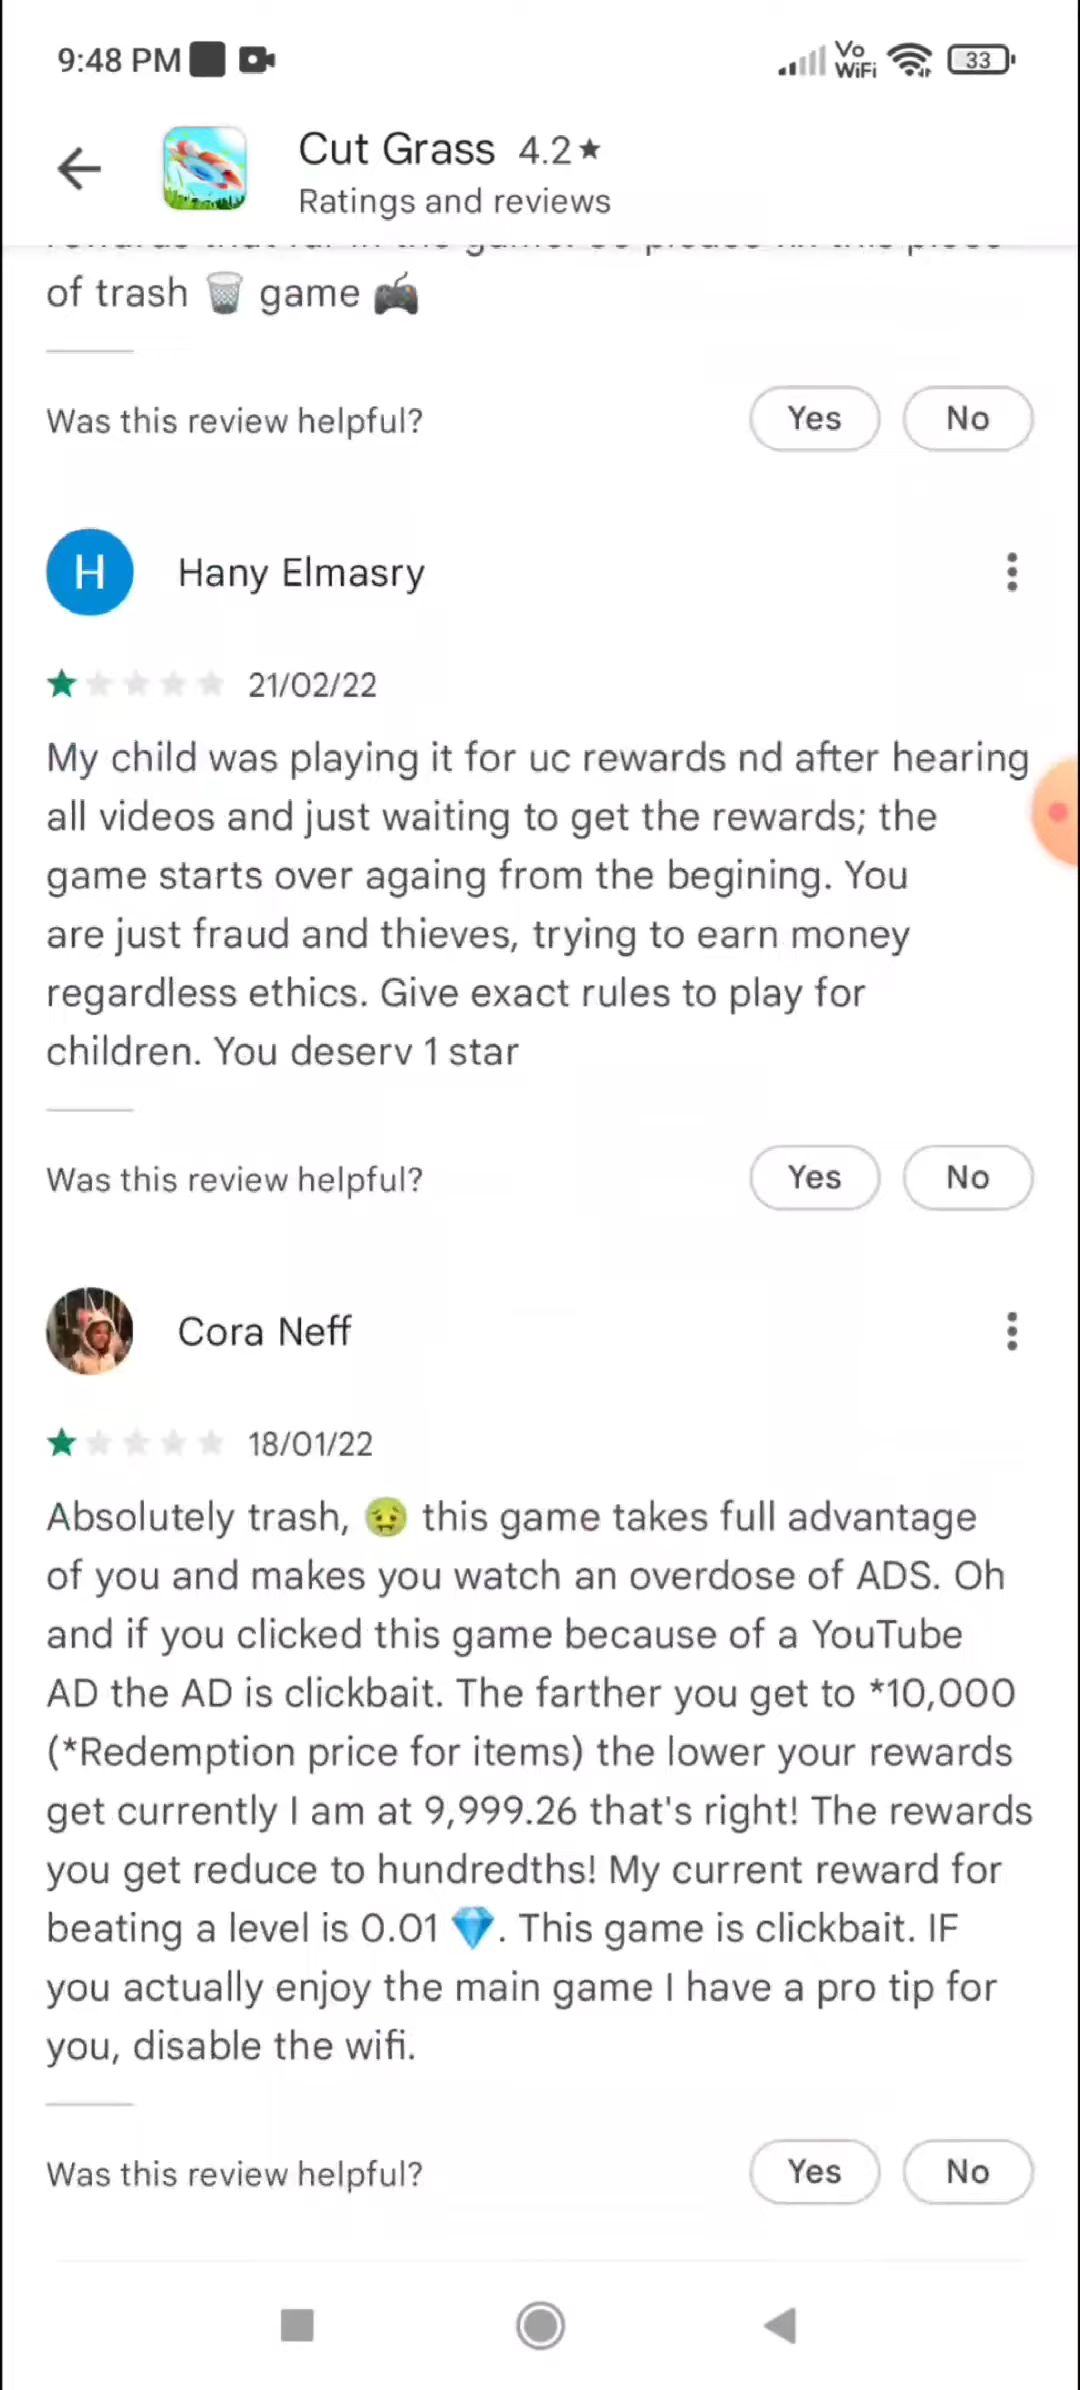 9:48 PM
Vo
WiFi
33
Cut Grass 4.2★
Ratings and reviews
of trash 🗑️ game 🎮
Was this review helpful?
Yes
No
H
Hany Elmasry
21/02/22
My child was playing it for uc rewards nd after hearing
all videos and just waiting to get the rewards; the
game starts over againg from the begining. You
are just fraud and thieves, trying to earn money
regardless ethics. Give exact rules to play for
children. You deserv 1 star
Was this review helpful?
Yes
No
Cora Neff
18/01/22
Absolutely trash, 🤢 this game takes full advantage
of you and makes you watch an overdose of ADS. Oh
and if you clicked this game because of a YouTube
AD the AD is clickbait. The farther you get to *10,000
(*Redemption price for items) the lower your rewards
get currently I am at 9,999.26 that's right! The rewards
you get reduce to hundredths! My current reward for
beating a level is 0.01 💎. This game is clickbait. IF
you actually enjoy the main game I have a pro tip for
you, disable the wifi.
Was this review helpful?
Yes
No